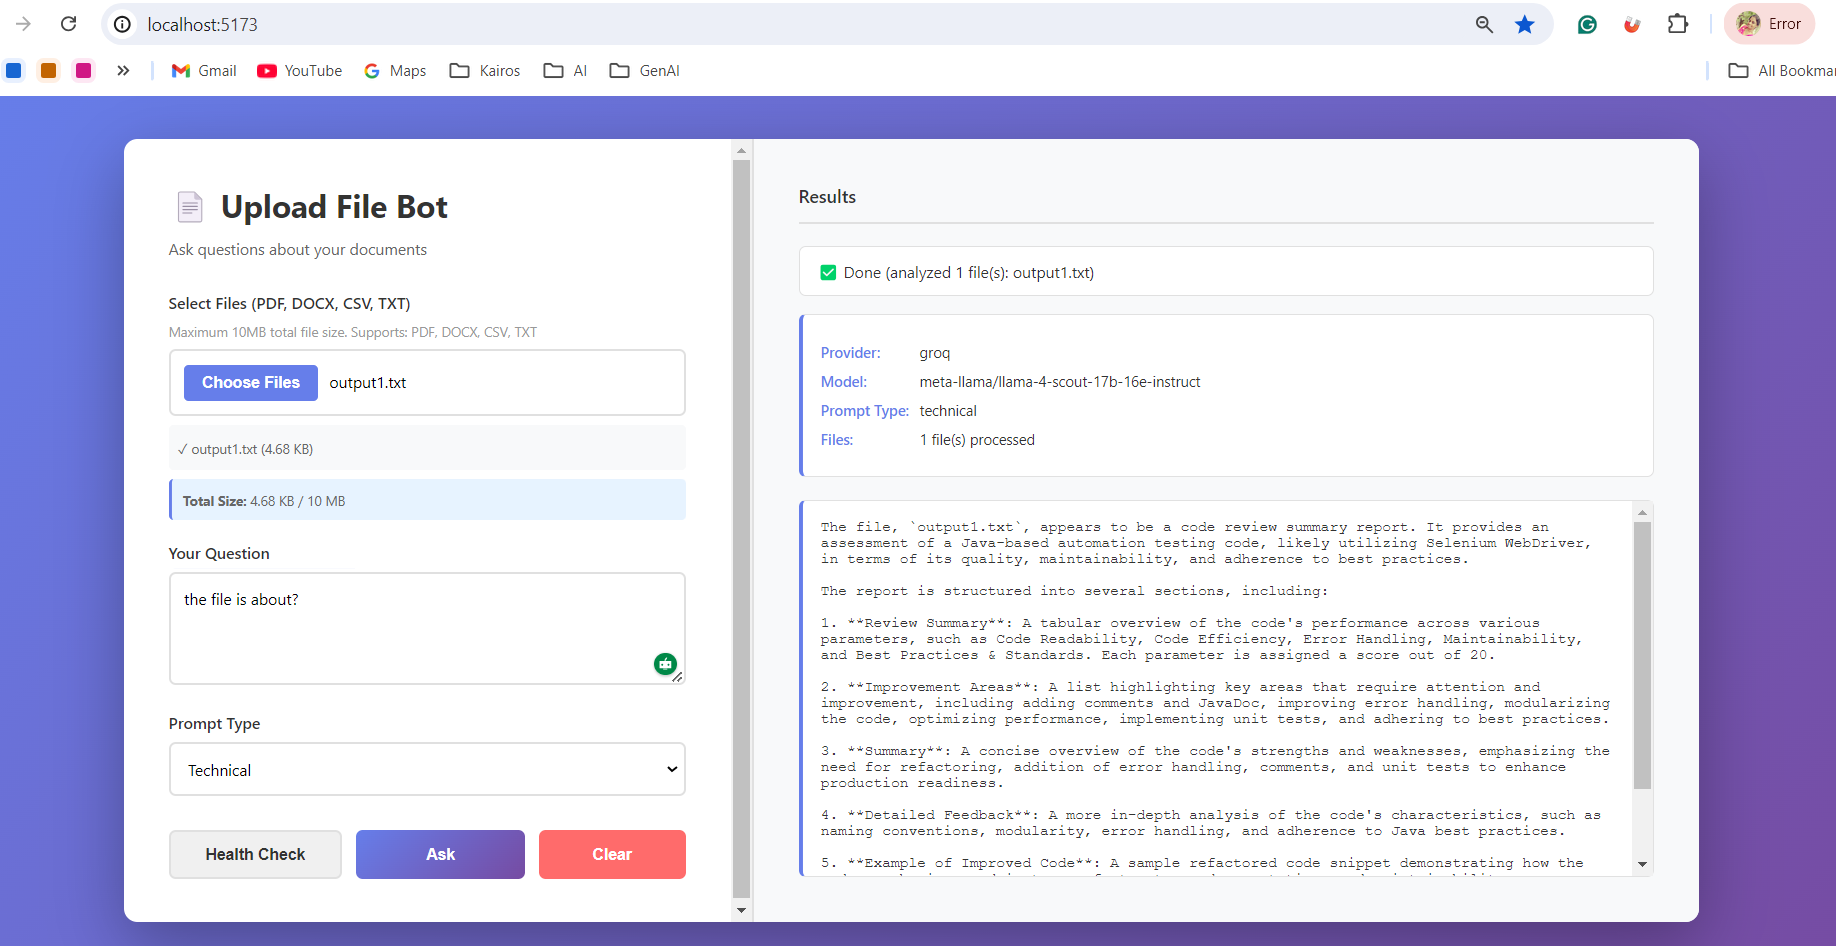 localhost:5173
Error
Gmail
YouTube
Maps
Kairos
AI
GenAI
All Bookmar
Upload File Bot
Ask questions about your documents
Select Files (PDF, DOCX, CSV, TXT)
Maximum 10MB total file size. Supports: PDF, DOCX, CSV, TXT
Choose Files output1.txt
✓ output1.txt (4.68 KB)
Total Size: 4.68 KB / 10 MB
Your Question
the file is about?
Prompt Type
Technical
Health Check
Ask
Clear
Results
✅ Done (analyzed 1 file(s): output1.txt)
Provider: groq
Model: meta-llama/llama-4-scout-17b-16e-instruct
Prompt Type: technical
Files: 1 file(s) processed
The file, `output1.txt`, appears to be a code review summary report. It provides an
assessment of a Java-based automation testing code, likely utilizing Selenium WebDriver,
in terms of its quality, maintainability, and adherence to best practices.
The report is structured into several sections, including:
1. **Review Summary**: A tabular overview of the code's performance across various
parameters, such as Code Readability, Code Efficiency, Error Handling, Maintainability,
and Best Practices & Standards. Each parameter is assigned a score out of 20.
2. **Improvement Areas**: A list highlighting key areas that require attention and
improvement, including adding comments and JavaDoc, improving error handling, modularizing
the code, optimizing performance, implementing unit tests, and adhering to best practices.
3. **Summary**: A concise overview of the code's strengths and weaknesses, emphasizing the
need for refactoring, addition of error handling, comments, and unit tests to enhance
production readiness.
4. **Detailed Feedback**: A more in-depth analysis of the code's characteristics, such as
naming conventions, modularity, error handling, and adherence to Java best practices.
5. **Example of Improved Code**: A sample refactored code snippet demonstrating how the